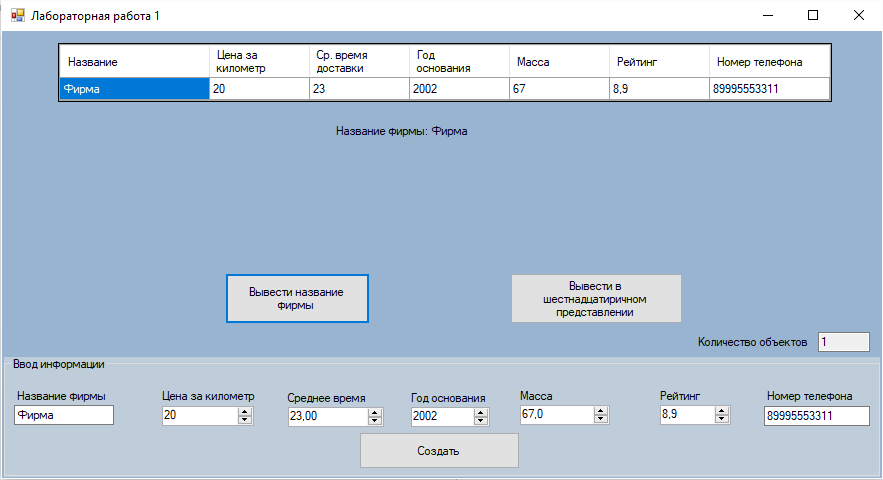 Лабораторная работа 1
Название Цена за километр Ср. время доставки Год основания Масса Рейтинг Номер телефона
Фирма 20 23 2002 67 8,9 89995553311
Название фирмы: Фирма
Вывести название
фирмы
Вывести в
шестнадцатиричном
представлении
Количество объектов 1
Ввод информации
Название фирмы Цена за километр Среднее время Год основания Масса Рейтинг Номер телефона
Фирма 20 23,00 2002 67,0 8,9 89995553311
Создать